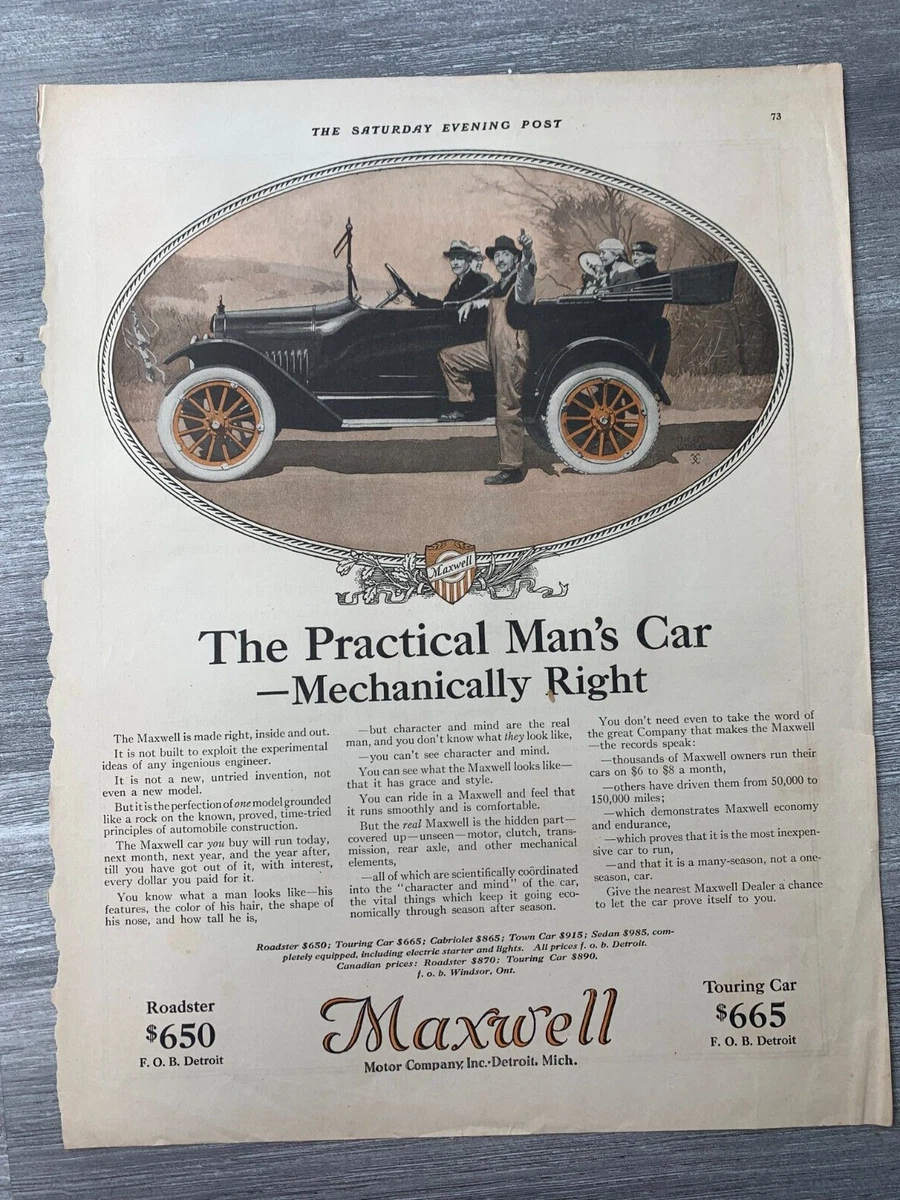 THE SATURDAY EVENING POST
73
Maxwell
The Practical Man's Car
—Mechanically Right
The Maxwell is made right, inside and out.
It is not built to exploit the experimental
ideas of any ingenious engineer.
It is not a new, untried invention, not
even a new model.
But it is the perfection of one model grounded
like a rock on the known, proved, time-tried
principles of automobile construction.
The Maxwell car you buy will run today,
next month, next year, and the year after,
till you have got out of it, with interest,
every dollar you paid for it.
You know what a man looks like—his
features, the color of his hair, the shape of
his nose, and how tall he is,
—but character and mind are the real
man, and you don't know what they look like,
—you can't see character and mind.
You can see what the Maxwell looks like—
that it has grace and style.
You can ride in a Maxwell and feel that
it runs smoothly and is comfortable.
But the real Maxwell is the hidden part—
covered up—unseen—motor, clutch, trans-
mission, rear axle, and other mechanical
elements,
—all of which are scientifically coördinated
into the "character and mind" of the car,
the vital things which keep it going eco-
nomically through season after season.
You don't need even to take the word of
the great Company that makes the Maxwell
—the records speak:
—thousands of Maxwell owners run their
cars on $6 to $8 a month,
—others have driven them from 50,000 to
150,000 miles;
—which demonstrates Maxwell economy
and endurance,
—which proves that it is the most inexpen-
sive car to run,
—and that it is a many-season, not a one-
season, car.
Give the nearest Maxwell Dealer a chance
to let the car prove itself to you.
Roadster $650; Touring Car $665; Cabriolet $865; Town Car $915; Sedan $985, com-
pletely equipped, including electric starter and lights. All prices f. o. b. Detroit.
Canadian prices: Roadster $870; Touring Car $890,
f. o. b. Windsor, Ont.
Roadster
$650
F. O. B. Detroit
Maxwell
Motor Company, Inc.·Detroit. Mich.
Touring Car
$665
F. O. B. Detroit